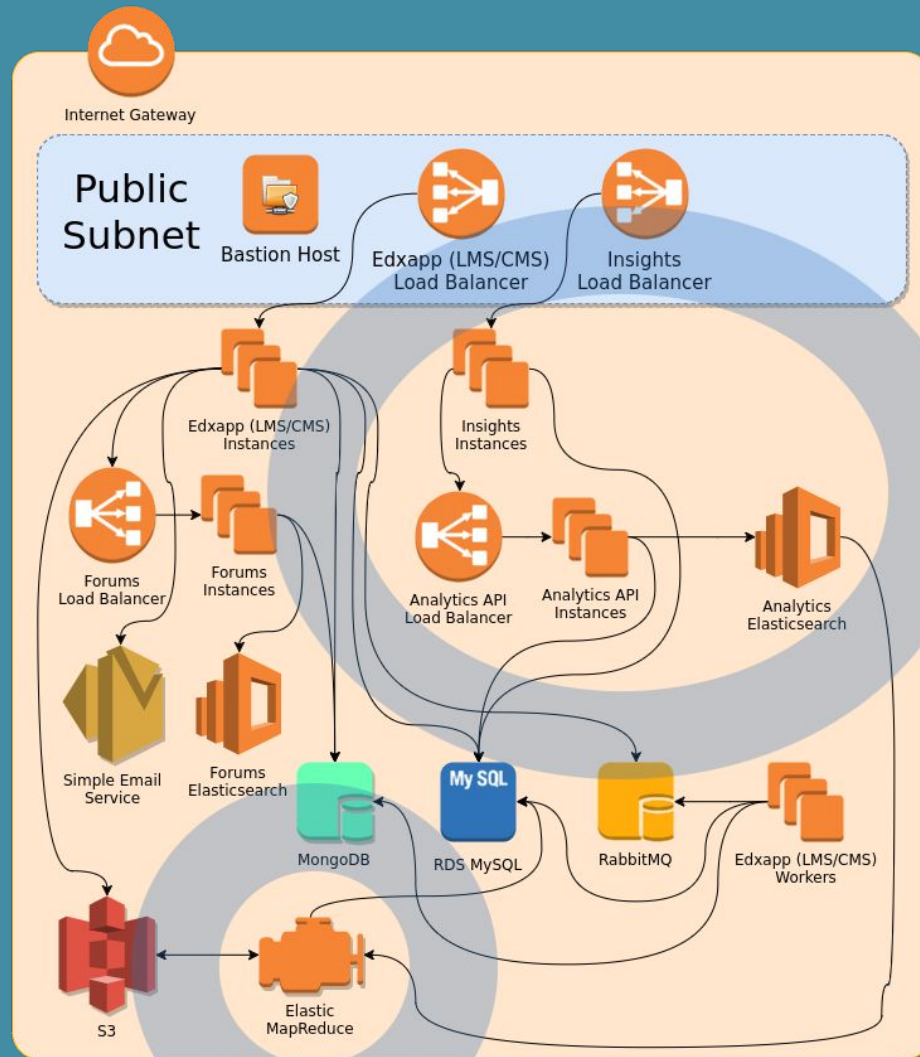 Internet Gateway
Public
Subnet
Bastion Host
Edxapp (LMS/CMS)
Load Balancer
Insights
Load Balancer
Edxapp (LMS/CMS)
Instances
Insights
Instances
Forums
Load Balancer
Forums
Instances
Analytics API
Load Balancer
Analytics API
Instances
Analytics
Elasticsearch
Simple Email
Service
Forums
Elasticsearch
MongoDB
My SQL
RDS MySQL
RabbitMQ
Edxapp (LMS/CMS)
Workers
S3
Elastic
MapReduce